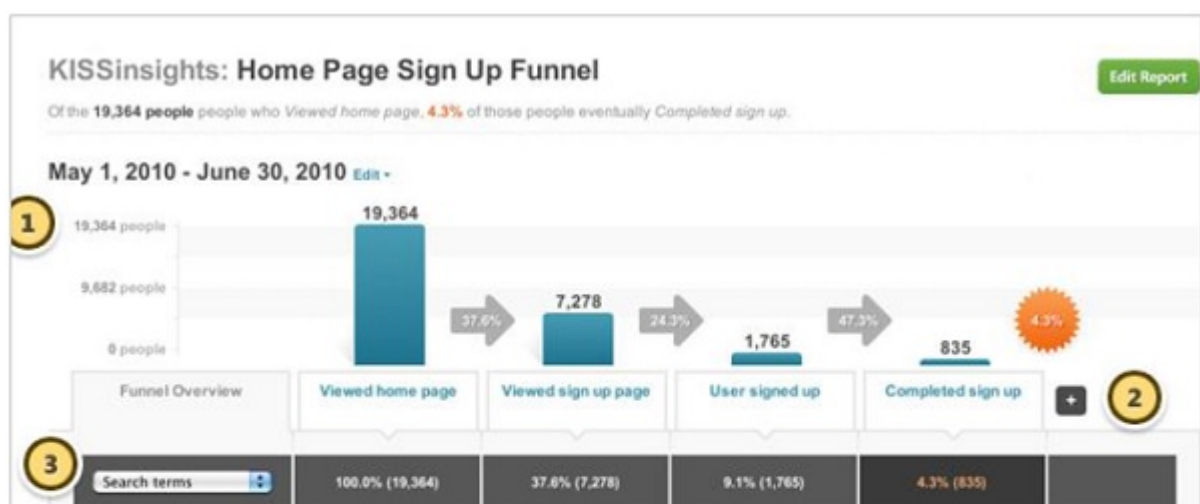 KISSinsights: Home Page Sign Up Funnel
Edit Report
Of the 19,364 people people who Viewed home page, 4.3% of those people eventually Completed sign up.
May 1, 2010 - June 30, 2010 Edit
1
19,364 people
19,364
9,682 people
37.6%
7,278
24.3%
1,765
47.3%
835
4.3%
0 people
Funnel Overview
Viewed home page
Viewed sign up page
User signed up
Completed sign up
+
2
3
Search terms
100.0% (19,364)
37.6% (7,278)
9.1% (1,765)
4.3% (835)